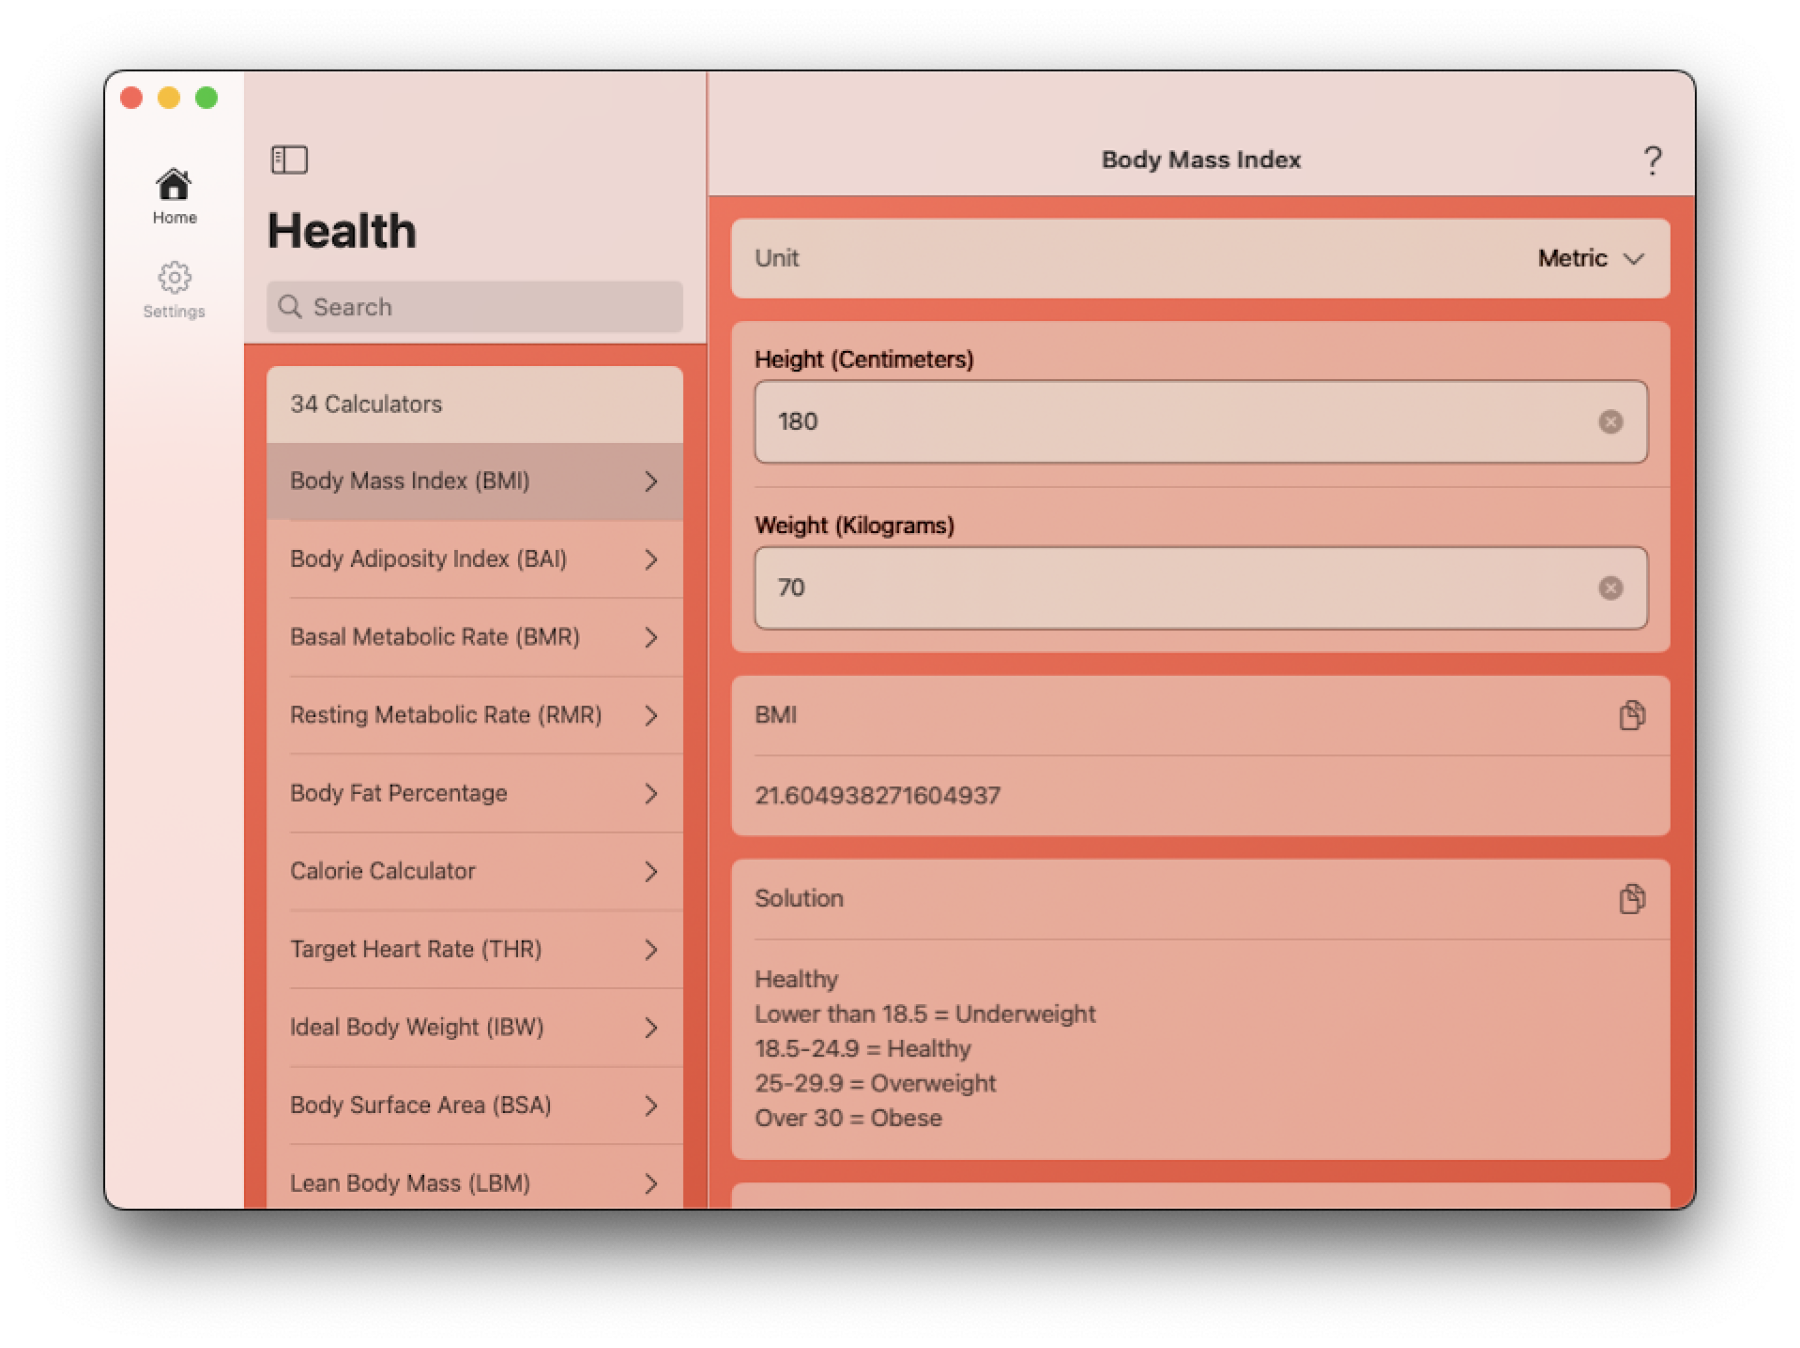 Home
Settings
Health
Search
34 Calculators
Body Mass Index (BMI)
Body Adiposity Index (BAI)
Basal Metabolic Rate (BMR)
Resting Metabolic Rate (RMR)
Body Fat Percentage
Calorie Calculator
Target Heart Rate (THR)
Ideal Body Weight (IBW)
Body Surface Area (BSA)
Lean Body Mass (LBM)
Body Mass Index
?
Unit
Metric
Height (Centimeters)
180
Weight (Kilograms)
70
BMI
21.604938271604937
Solution
Healthy
Lower than 18.5 = Underweight
18.5-24.9 = Healthy
25-29.9 = Overweight
Over 30 = Obese